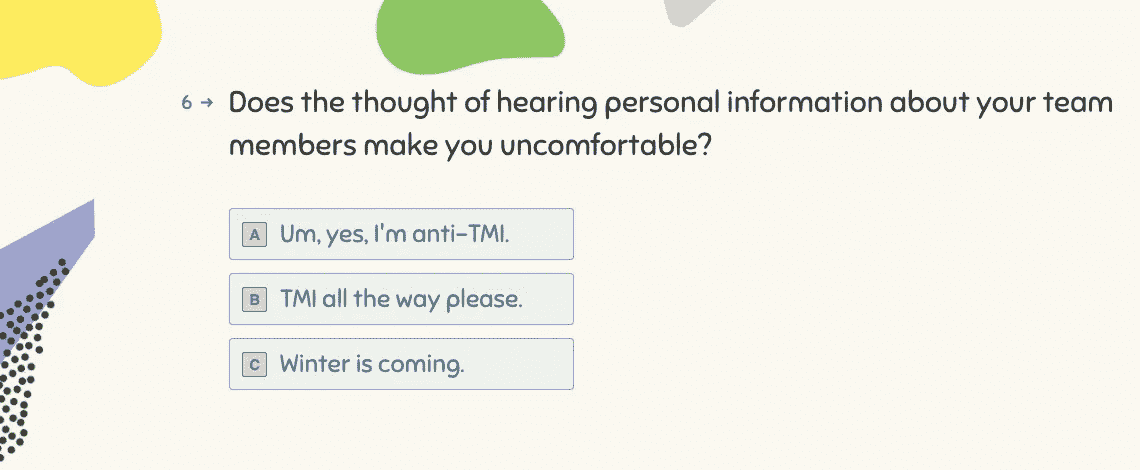 6 → Does the thought of hearing personal information about your team
members make you uncomfortable?
A Um, yes, I'm anti-TMI.
B TMI all the way please.
C Winter is coming.